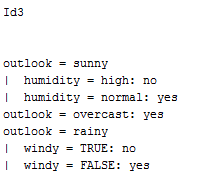 Id3
outlook = sunny
|  humidity = high: no
|  humidity = normal: yes
outlook = overcast: yes
outlook = rainy
|  windy = TRUE: no
|  windy = FALSE: yes